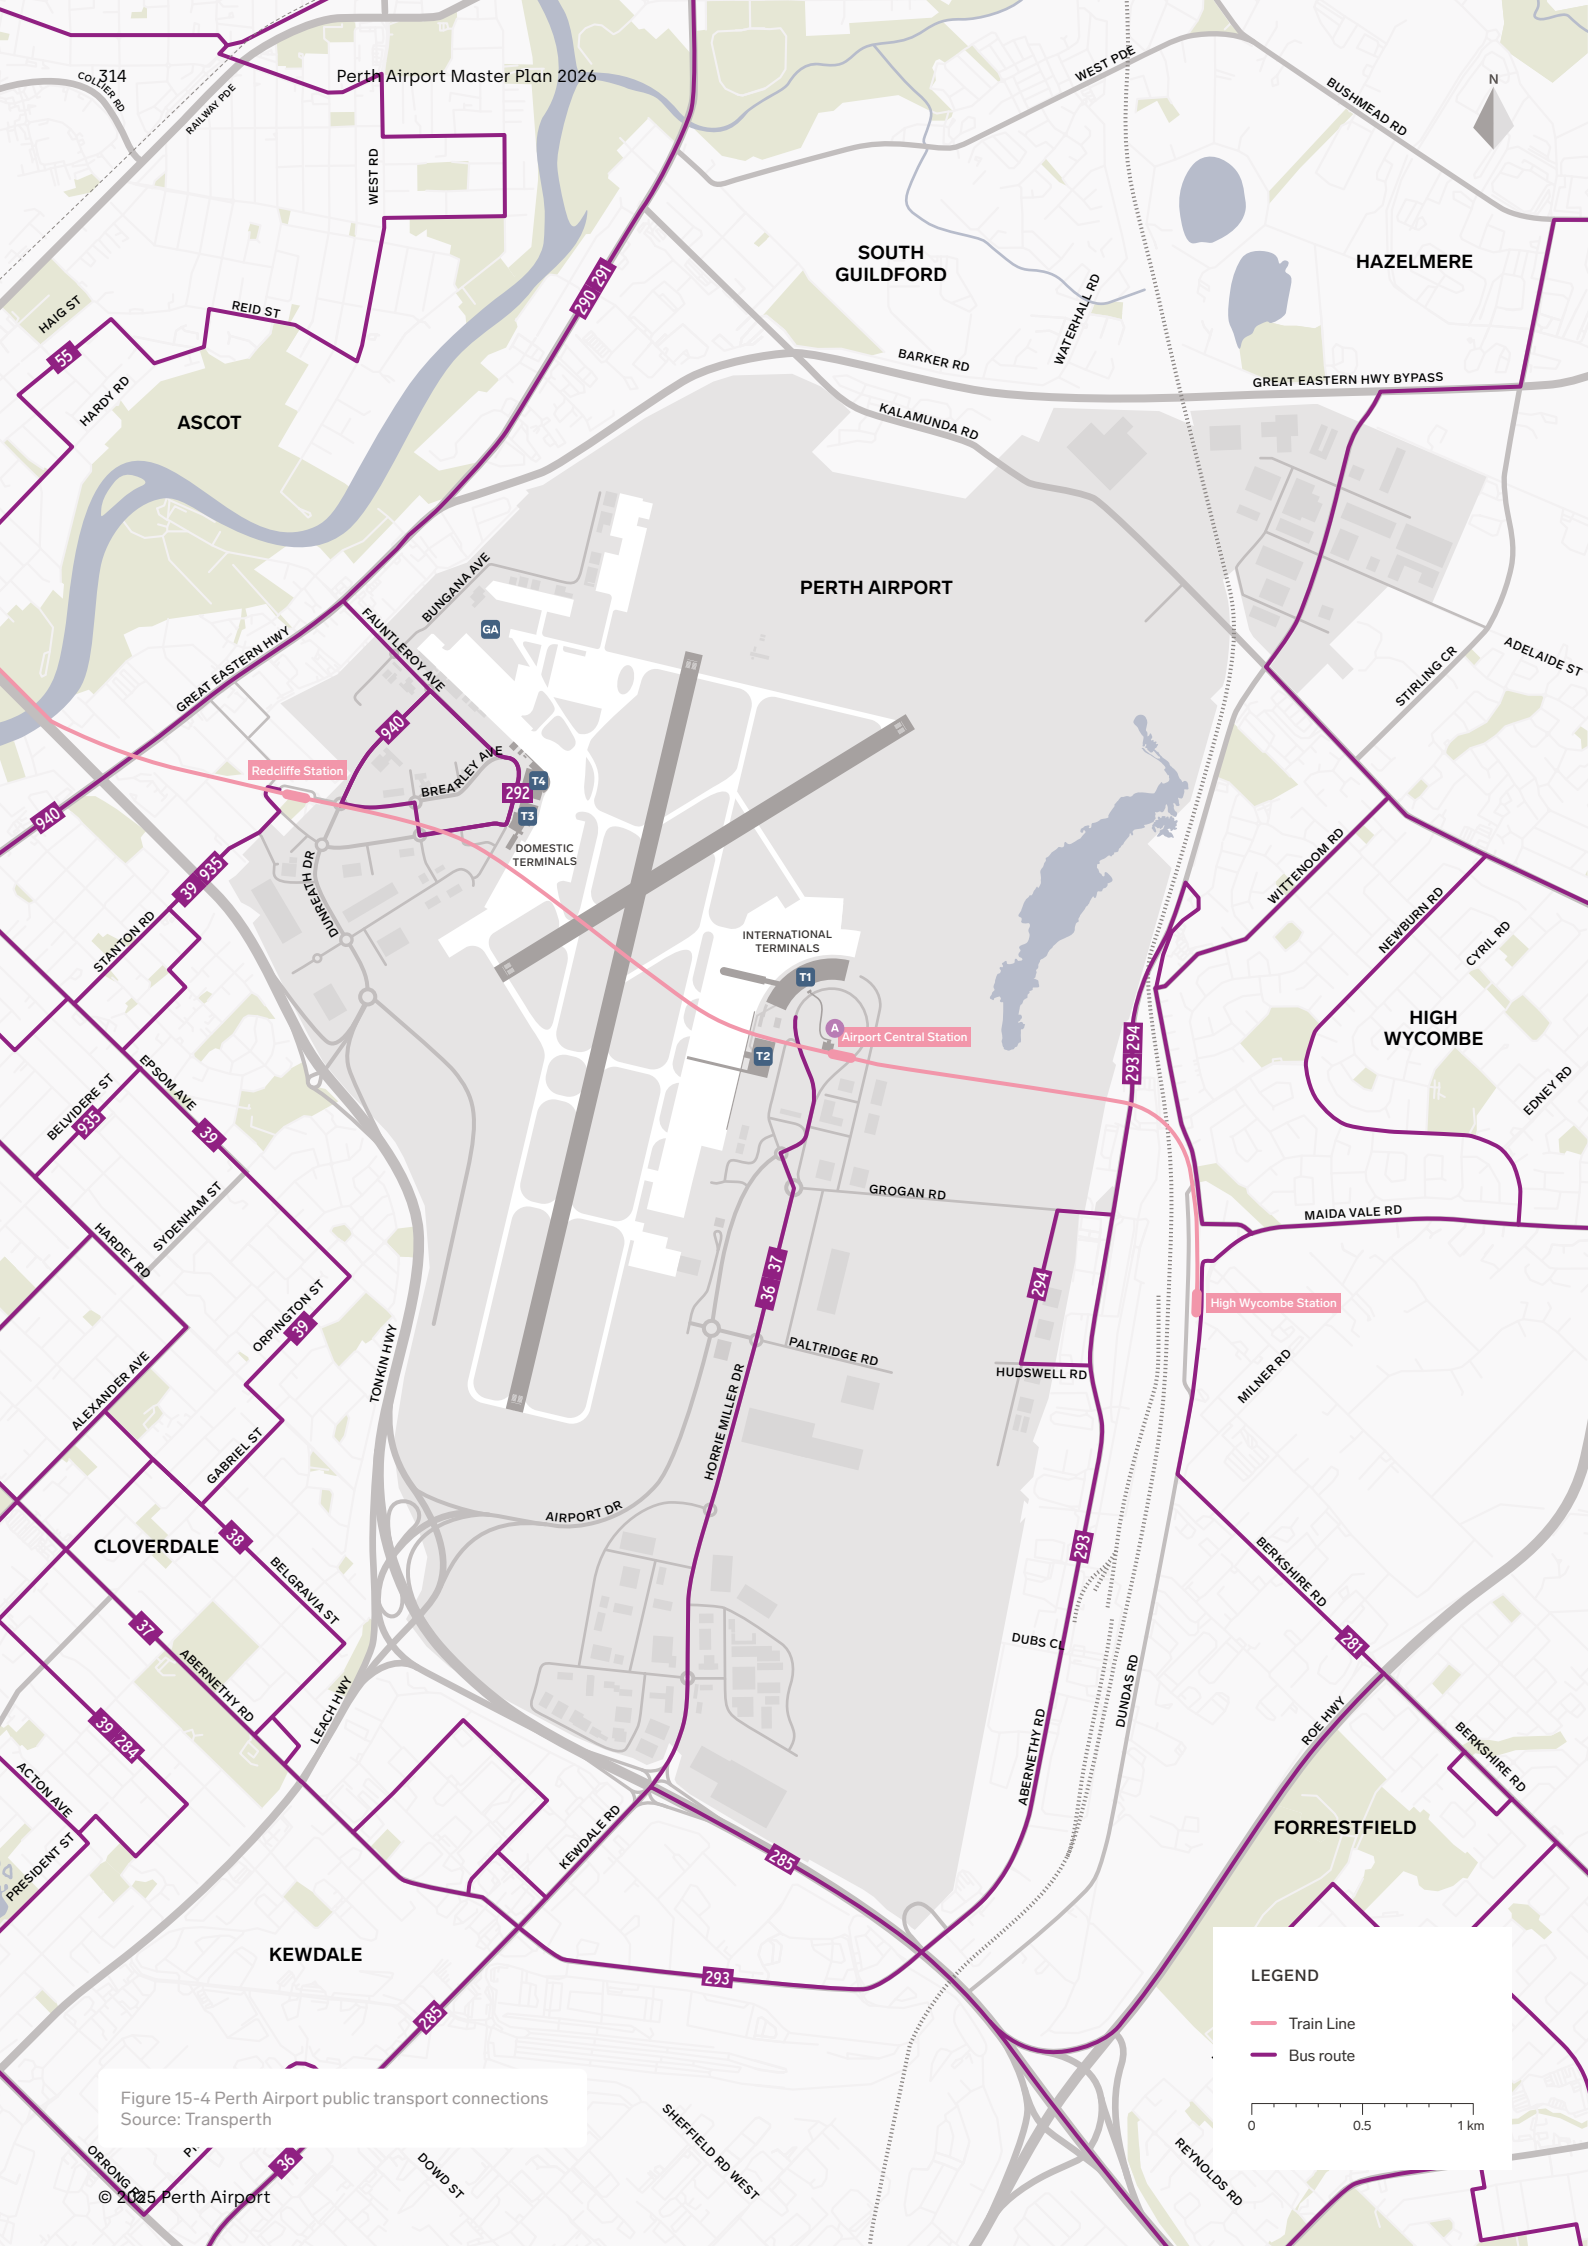 314
Perth Airport Master Plan 2026
COLLIER RD
RAILWAY PDE
WEST PDE
BUSHMEAD RD
N
WEST RD
SOUTH
GUILDFORD
HAZELMERE
HAIG ST
REID ST
290 291
WATERHALL RD
55
HARDY RD
BARKER RD
GREAT EASTERN HWY BYPASS
ASCOT
KALAMUNDA RD
BUNGANA AVE
PERTH AIRPORT
GA
FAUNTLEROY AVE
GREAT EASTERN HWY
ADELAIDE ST
STIRLING CR
940
Redcliffe Station
BREARLEY AVE
T4
292
T3
940
DOMESTIC
TERMINALS
39 935
DUNREATH DR
WITTENOOM RD
NEWBURN RD
STANTON RD
CYRIL RD
INTERNATIONAL
TERMINALS
T1
A
Airport Central Station
T2
293 294
HIGH
WYCOMBE
EPSOM AVE
BELVIDERE ST
935
39
EDNEY RD
SYDENHAM ST
GROGAN RD
MAIDA VALE RD
HARDEY RD
36 37
294
ORPINGTON ST
39
High Wycombe Station
TONKIN HWY
PALTRIDGE RD
HUDSWELL RD
MILNER RD
ALEXANDER AVE
HORRIE MILLER DR
GABRIEL ST
AIRPORT DR
CLOVERDALE
38
293
BELGRAVIA ST
BERKSHIRE RD
37
DUBS CL
281
ABERNETHY RD
LEACH HWY
DUNDAS RD
39 284
ABERNETHY RD
ROE HWY
BERKSHIRE RD
ACTON AVE
KEWDALE RD
FORRESTFIELD
PRESIDENT ST
285
KEWDALE
293
LEGEND
285
Train Line
Bus route
0 0.5 1 km
Figure 15-4 Perth Airport public transport connections
Source: Transperth
SHEFFIELD RD WEST
REYNOLDS RD
ORRONG RD
36
DOWD ST
© 2025 Perth Airport